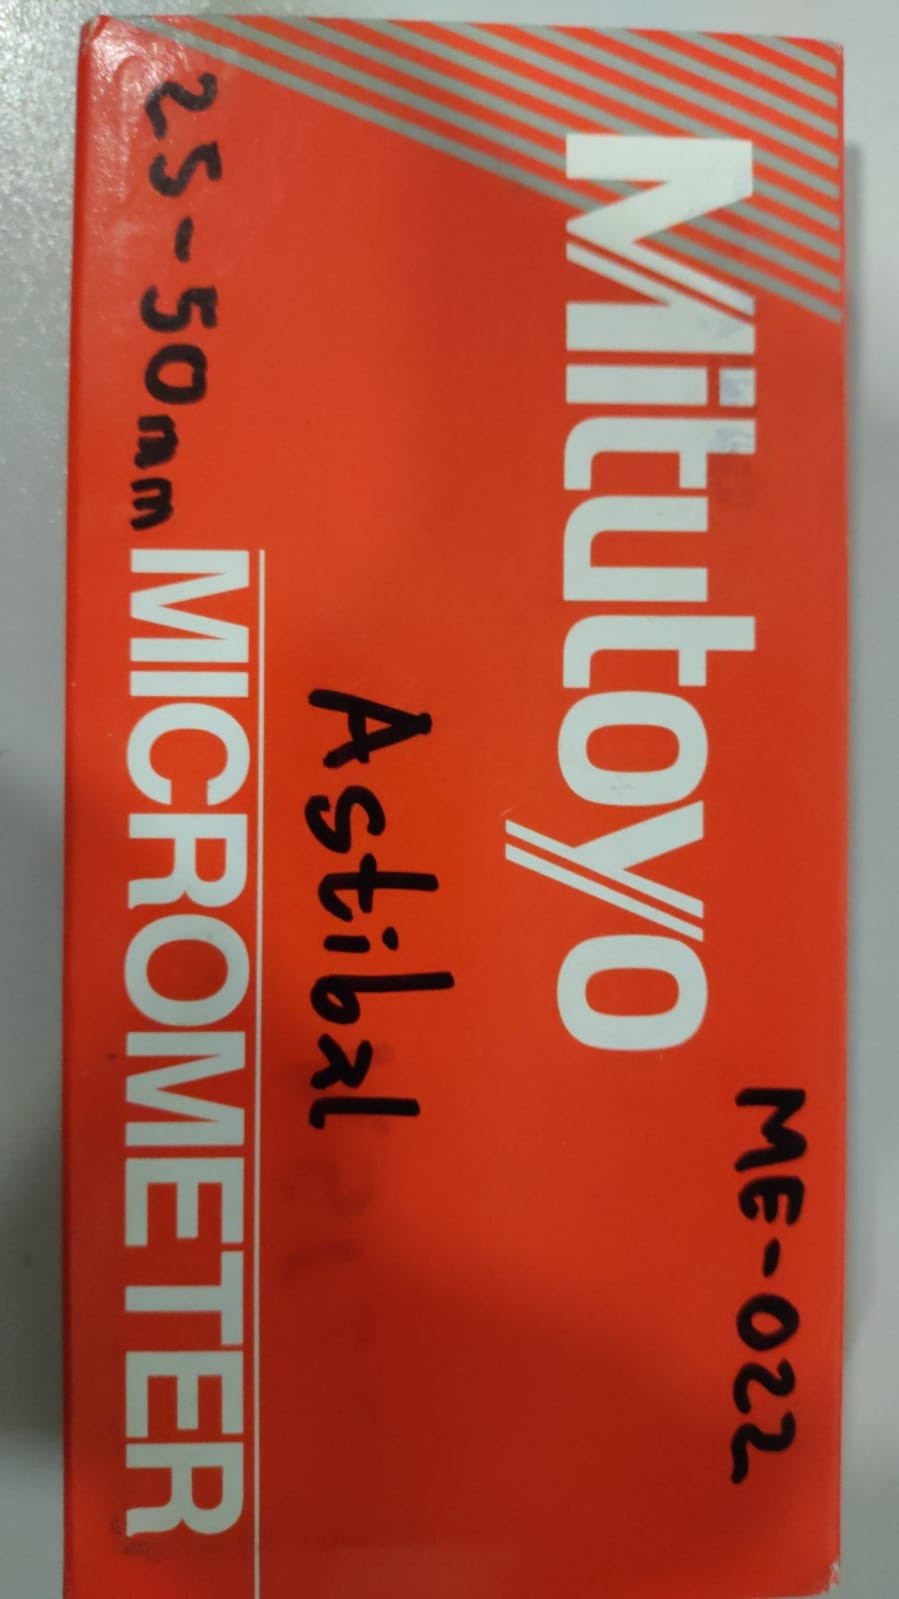 Mitutoyo
ME-022
Astibal
25-50mm MICROMETER